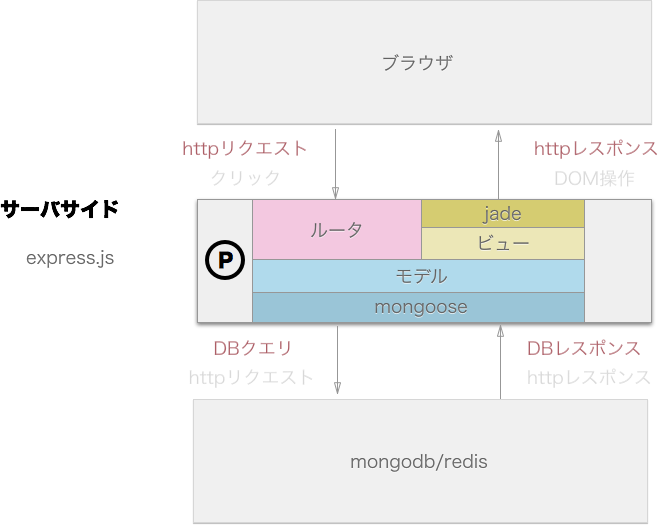 ブラウザ
httpリクエスト
httpレスポンス
クリック
DOM操作
サーバサイド
express.js
P
ルータ
jade
ビュー
モデル
mongoose
DBクエリ
DBレスポンス
httpリクエスト
httpレスポンス
mongodb/redis